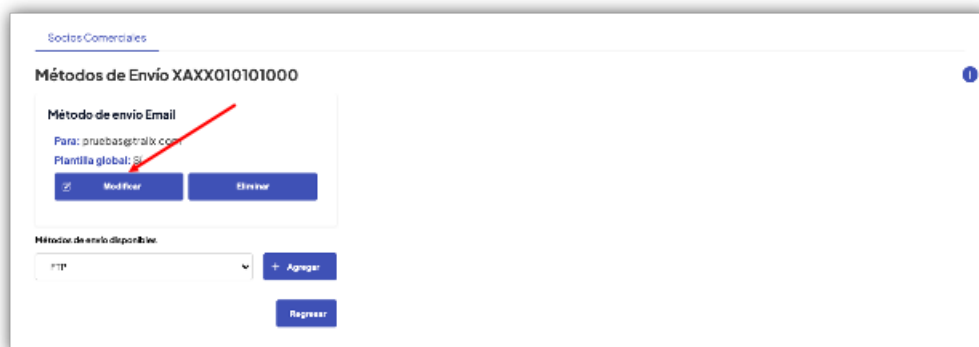 Socios Comerciales
Métodos de Envío XAXX010101000
Método de envío Email
Para: pruebas@tralix.com
Plantilla global: Sí
Modificar Eliminar
Métodos de envío disponibles
FTP
+ Agregar
Regresar